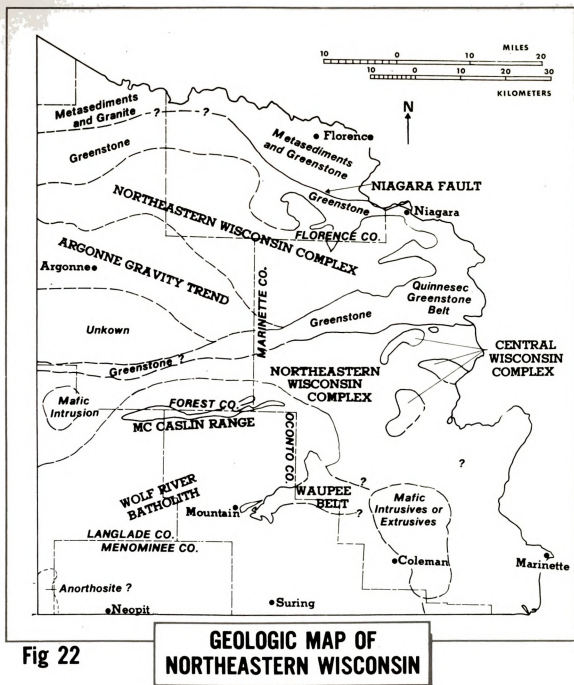 MILES
10 0 10 20
10 0 10 20 30
KILOMETERS
N
Metasediments
and Granite
?
?
Florence
Metasediments
and Greenstone
Greenstone
Greenstone
NIAGARA FAULT
Niagara
NORTHEASTERN WISCONSIN COMPLEX
FLORENCE CO.
ARGONNE GRAVITY TREND
Argonne
MARINETTE CO.
Quinnesec
Greenstone
Belt
Unkown
Greenstone
Greenstone ?
CENTRAL
WISCONSIN
COMPLEX
NORTHEASTERN
WISCONSIN
COMPLEX
Mafic
Intrusion
FOREST CO.
MC CASLIN RANGE
OCONTO CO.
?
WOLF RIVER
BATHOLITH
Mountain
?
WAUPEE
BELT
?
?
Mafic
Intrusives or
Extrusives
LANGLADE CO.
MENOMINEE CO.
Coleman
Marinette
Anorthosite ?
Neopit
Suring
Fig 22
GEOLOGIC MAP OF
NORTHEASTERN WISCONSIN